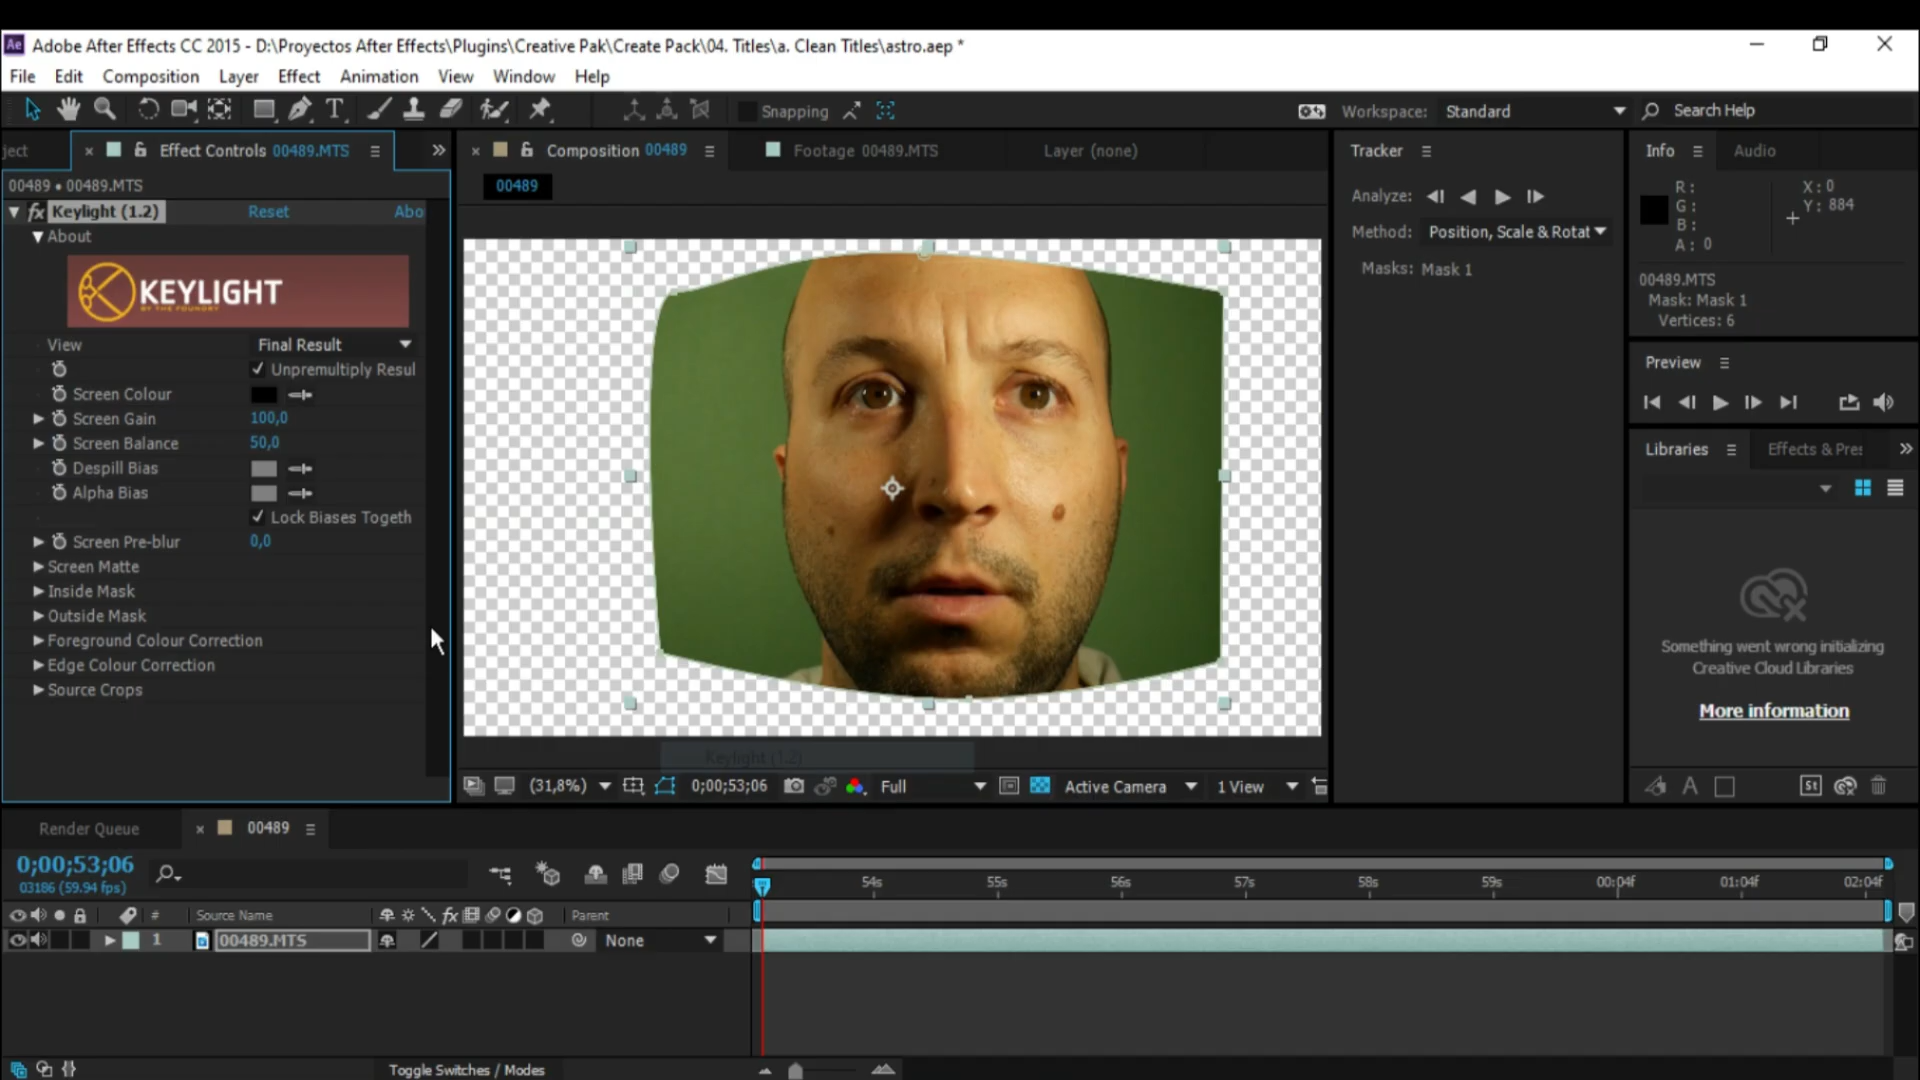 Adobe After Effects CC 2015 - D:\Proyectos After Effects\Plugins\Creative Pak\Create Pack\04. Titles\a. Clean Titles\astro.aep *
File Edit Composition Layer Effect Animation View Window Help
Snapping
Workspace: Standard
Search Help
ject
Effect Controls 00489.MTS
00489 • 00489.MTS
Keylight (1.2) Reset Abo
About
KEYLIGHT
BY THE FOUNDRY
View Final Result
Unpremultiply Resul
Screen Colour
Screen Gain 100,0
Screen Balance 50,0
Despill Bias
Alpha Bias
Lock Biases Togeth
Screen Pre-blur 0,0
Screen Matte
Inside Mask
Outside Mask
Foreground Colour Correction
Edge Colour Correction
Source Crops
Composition 00489
Footage 00489.MTS
Layer (none)
00489
Keylight (1.2)
(31,8%) 0;00;53;06 Full Active Camera 1 View
Tracker
Analyze:
Method: Position, Scale & Rotat
Masks: Mask 1
Info Audio
R: X: 0
G: Y: 884
B:
A: 0
00489.MTS
Mask: Mask 1
Vertices: 6
Preview
Libraries Effects & Pre
Something went wrong initializing
Creative Cloud Libraries
More information
St
Render Queue
00489
0;00;53;06
03186 (59.94 fps)
54s 55s 56s 57s 58s 59s 00:04f 01:04f 02:04f
# Source Name fx Parent
1 00489.MTS None
Toggle Switches / Modes